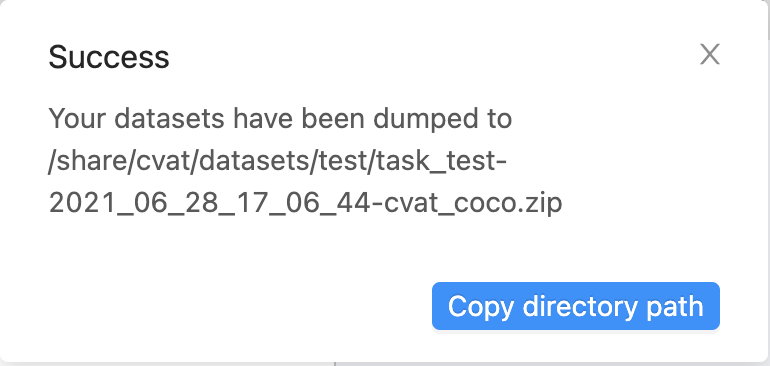 Success
Your datasets have been dumped to
/share/cvat/datasets/test/task_test-
2021_06_28_17_06_44-cvat_coco.zip
Copy directory path